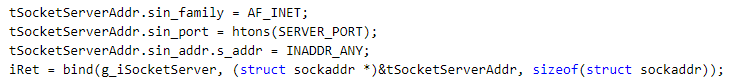 tSocketServerAddr.sin_family = AF_INET;
tSocketServerAddr.sin_port = htons(SERVER_PORT);
tSocketServerAddr.sin_addr.s_addr = INADDR_ANY;
iRet = bind(g_iSocketServer, (struct sockaddr *)&tSocketServerAddr, sizeof(struct sockaddr));